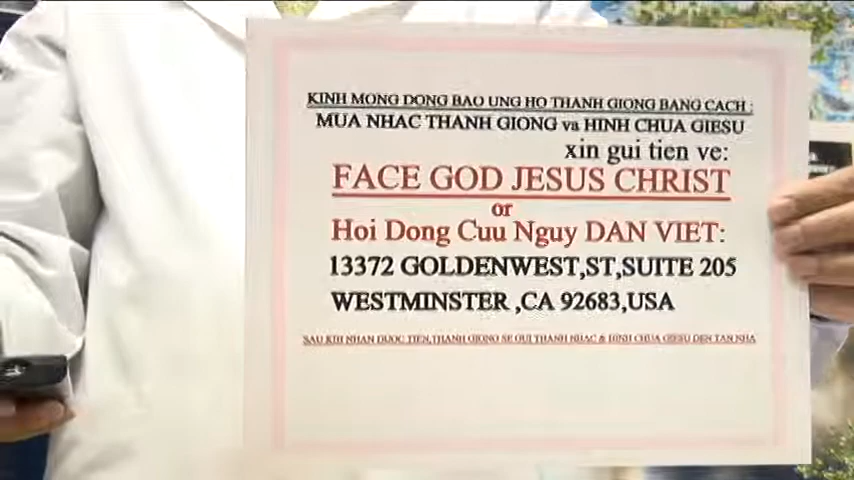 KINH MONG DONG BAO UNG HO THANH GIONG BANG CACH :
MUA NHAC THANH GIONG va HINH CHUA GIESU
xin gui tien ve:
FACE GOD JESUS CHRIST
or
Hoi Dong Cuu Nguy DAN VIET:
13372 GOLDENWEST,ST,SUITE 205
WESTMINSTER ,CA 92683,USA
SAU KHI NHAN DUOC TIEN,THANH GIONG SE GUI THANH NHAC & HINH CHUA GIESU DEN TAN NHA